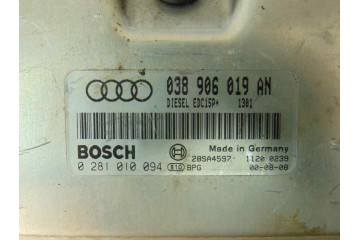 038 906 019 AN
DIESEL EDC15P+ 1301
BOSCH
Made in Germany
28SA4597 1120 0239
0 281 010 094 BPG 00-08-08